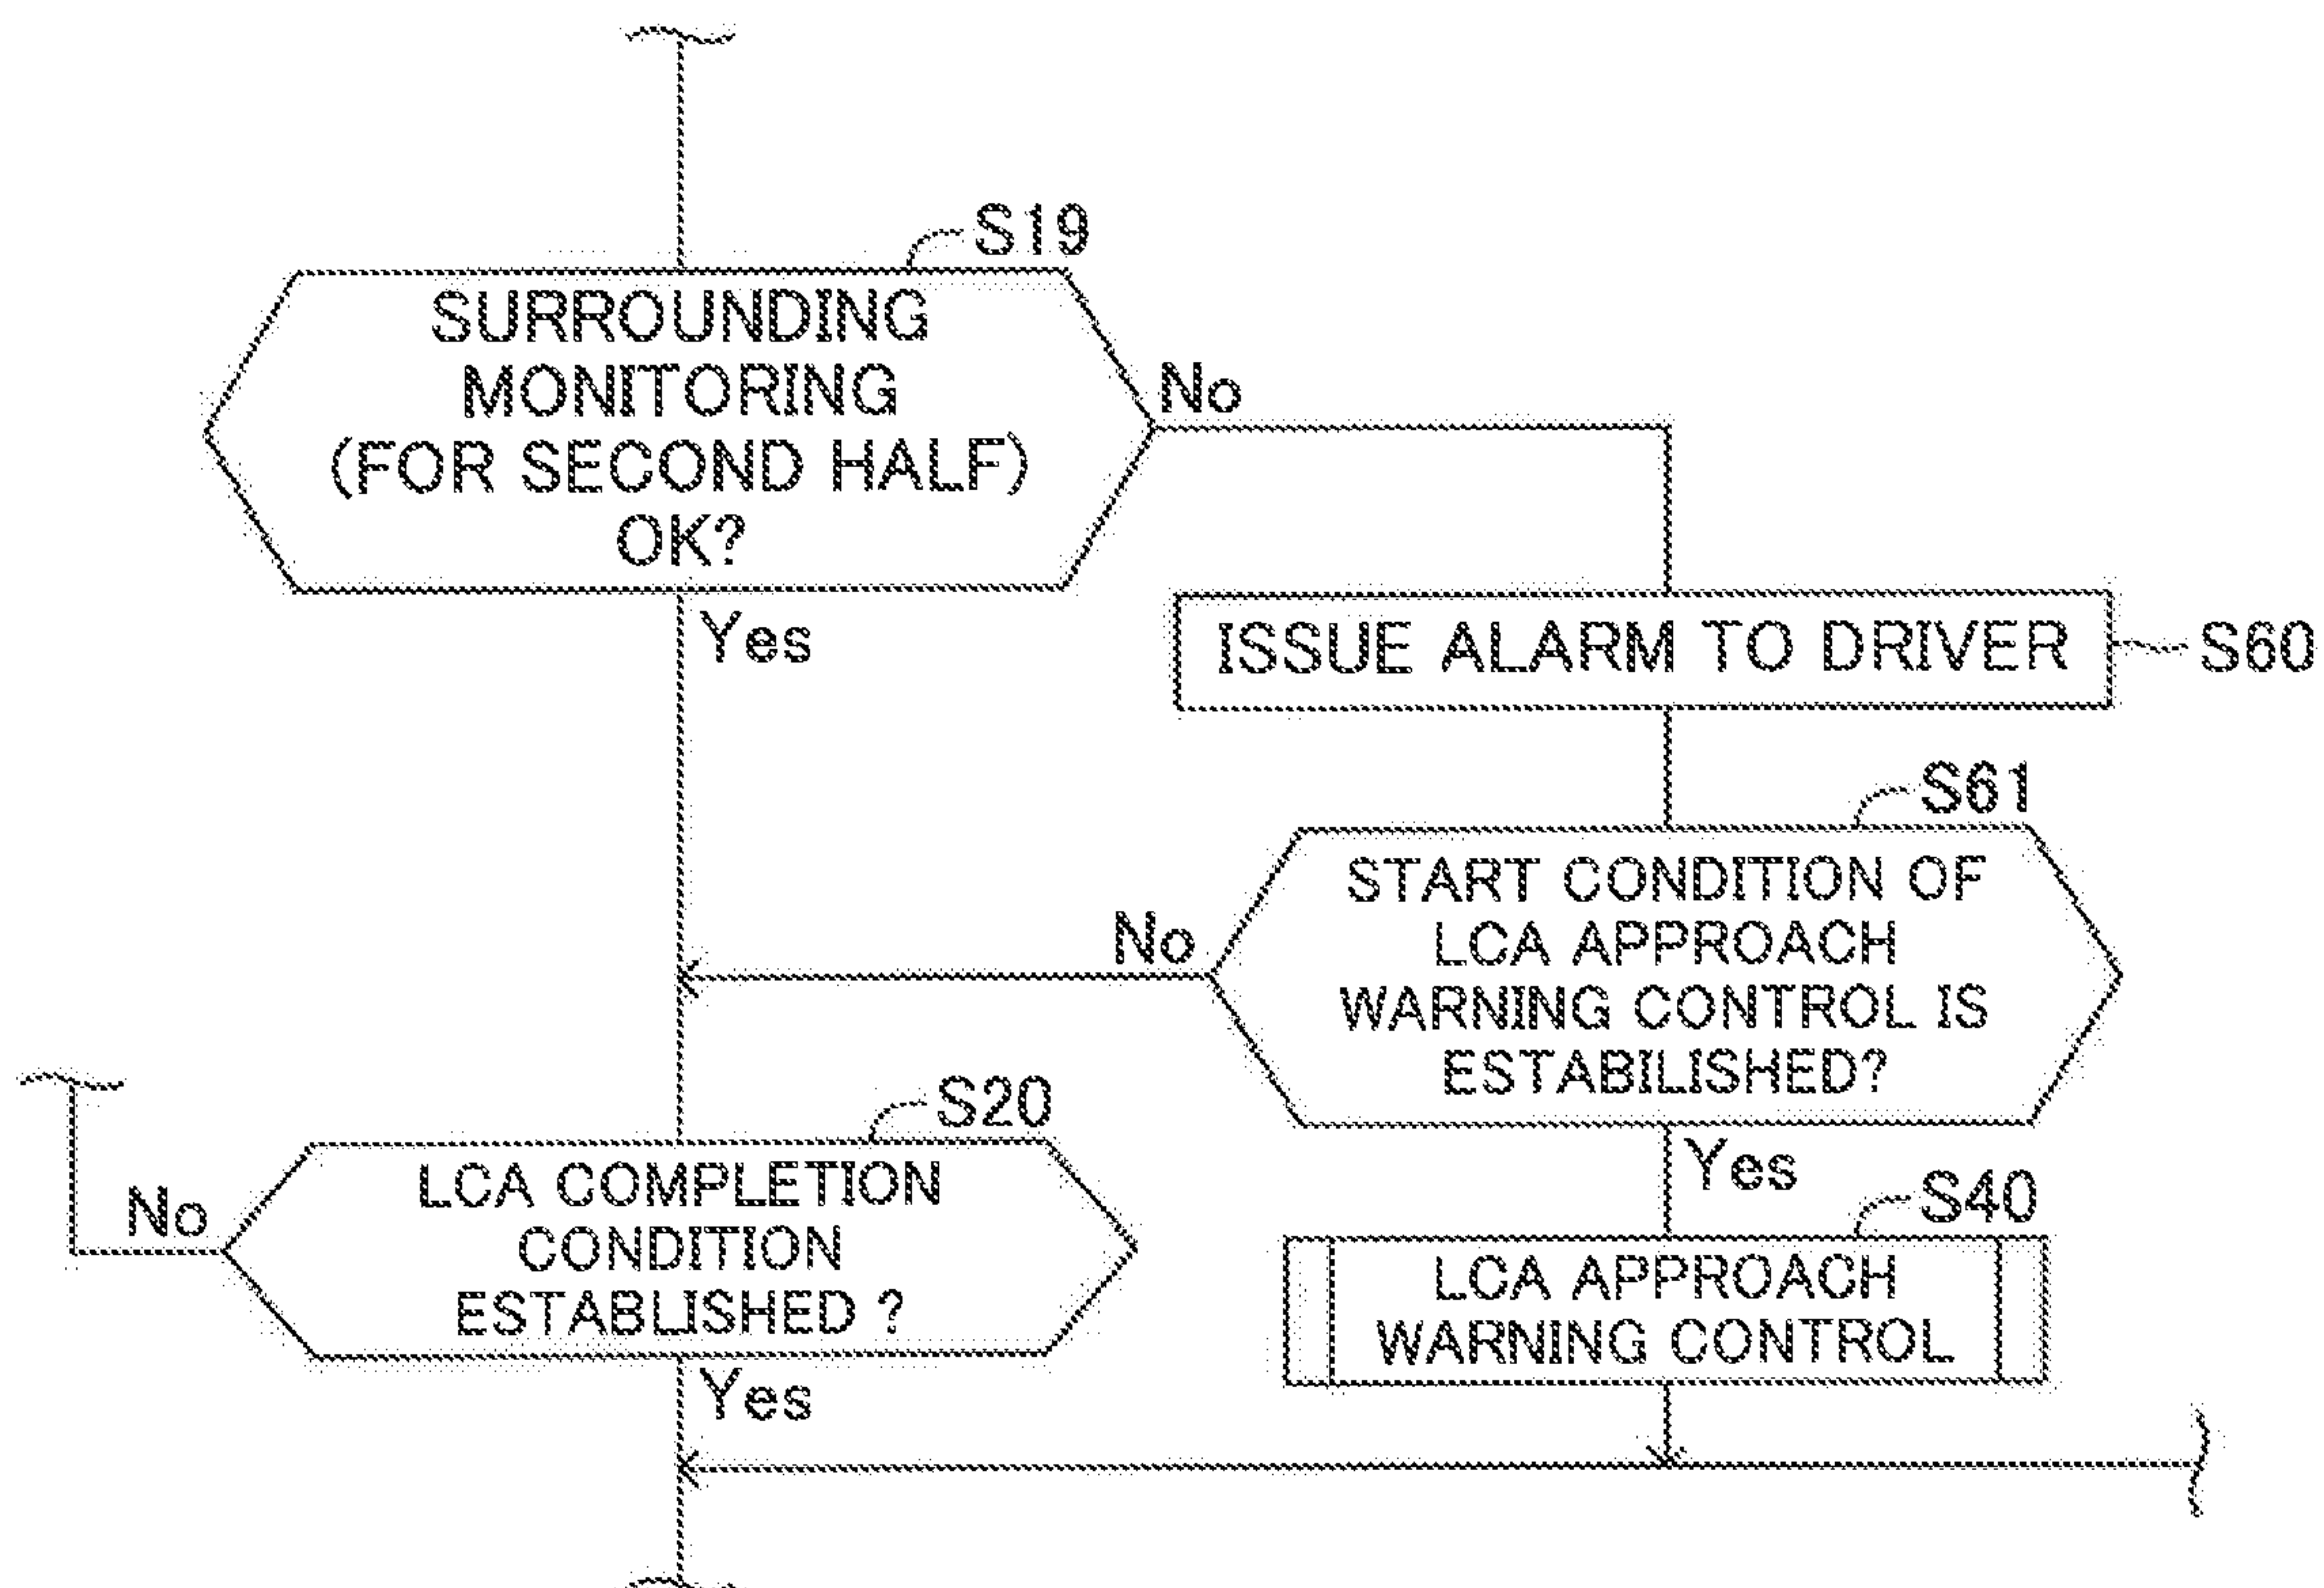 S19
SURROUNDING
MONITORING
(FOR SECOND HALF)
OK?
No
Yes
ISSUE ALARM TO DRIVER
S60
S61
START CONDITION OF
LCA APPROACH
WARNING CONTROL IS
ESTABILISHED?
No
Yes
S20
LCA COMPLETION
CONDITION
ESTABLISHED ?
No
Yes
S40
LCA APPROACH
WARNING CONTROL